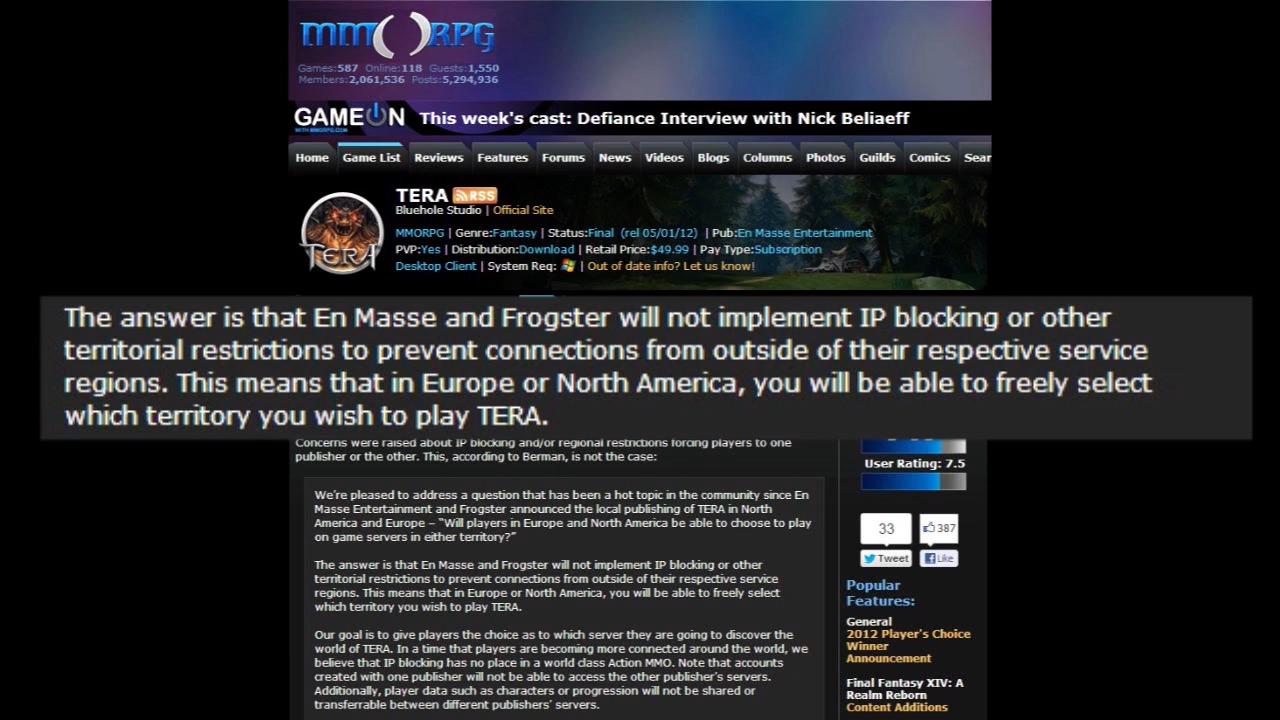 MMORPG
Games:587 Online:118 Guests:1,550
Members:2,061,536 Posts:5,294,936
GAMEON
WITH MMORPG.COM
This week's cast: Defiance Interview with Nick Beliaeff
Home Game List Reviews Features Forums News Videos Blogs Columns Photos Guilds Comics Sear
TERA
TERA RSS
Bluehole Studio | Official Site
MMORPG | Genre:Fantasy | Status:Final (rel 05/01/12) | Pub:En Masse Entertainment
PVP:Yes | Distribution:Download | Retail Price:$49.99 | Pay Type:Subscription
Desktop Client | System Req: | Out of date info? Let us know!
The answer is that En Masse and Frogster will not implement IP blocking or other
territorial restrictions to prevent connections from outside of their respective service
regions. This means that in Europe or North America, you will be able to freely select
which territory you wish to play TERA.
Concerns were raised about IP blocking and/or regional restrictions forcing players to one
publisher or the other. This, according to Berman, is not the case:
We're pleased to address a question that has been a hot topic in the community since En
Masse Entertainment and Frogster announced the local publishing of TERA in North
America and Europe – “Will players in Europe and North America be able to choose to play
on game servers in either territory?”
The answer is that En Masse and Frogster will not implement IP blocking or other
territorial restrictions to prevent connections from outside of their respective service
regions. This means that in Europe or North America, you will be able to freely select
which territory you wish to play TERA.
Our goal is to give players the choice as to which server they are going to discover the
world of TERA. In a time that players are becoming more connected around the world, we
believe that IP blocking has no place in a world class Action MMO. Note that accounts
created with one publisher will not be able to access the other publisher's servers.
Additionally, player data such as characters or progression will not be shared or
transferrable between different publishers' servers.
User Rating: 7.5
33 387
Tweet Like
Popular
Features:
General
2012 Player's Choice
Winner
Announcement
Final Fantasy XIV: A
Realm Reborn
Content Additions